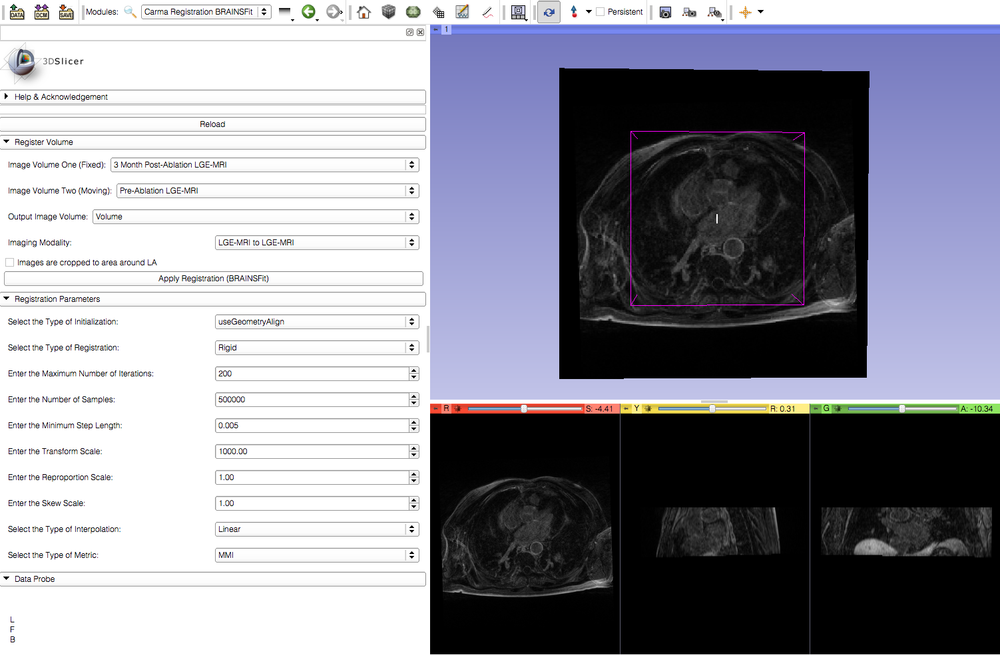 DATA DCM SAVE Modules: Carma Registration BRAINSFit Persistent
1
3DSlicer
Help & Acknowledgement
Reload
Register Volume
Image Volume One (Fixed): 3 Month Post-Ablation LGE-MRI
Image Volume Two (Moving): Pre-Ablation LGE-MRI
Output Image Volume: Volume
Imaging Modality: LGE-MRI to LGE-MRI
Images are cropped to area around LA
Apply Registration (BRAINSFit)
Registration Parameters
Select the Type of Initialization: useGeometryAlign
Select the Type of Registration: Rigid
Enter the Maximum Number of Iterations: 200
Enter the Number of Samples: 500000
Enter the Minimum Step Length: 0.005
Enter the Transform Scale: 1000.00
Enter the Reproportion Scale: 1.00
Enter the Skew Scale: 1.00
Select the Type of Interpolation: Linear
Select the Type of Metric: MMI
Data Probe
L
F
B
I
R S: -4.41 Y R: 0.31 G A: -10.34